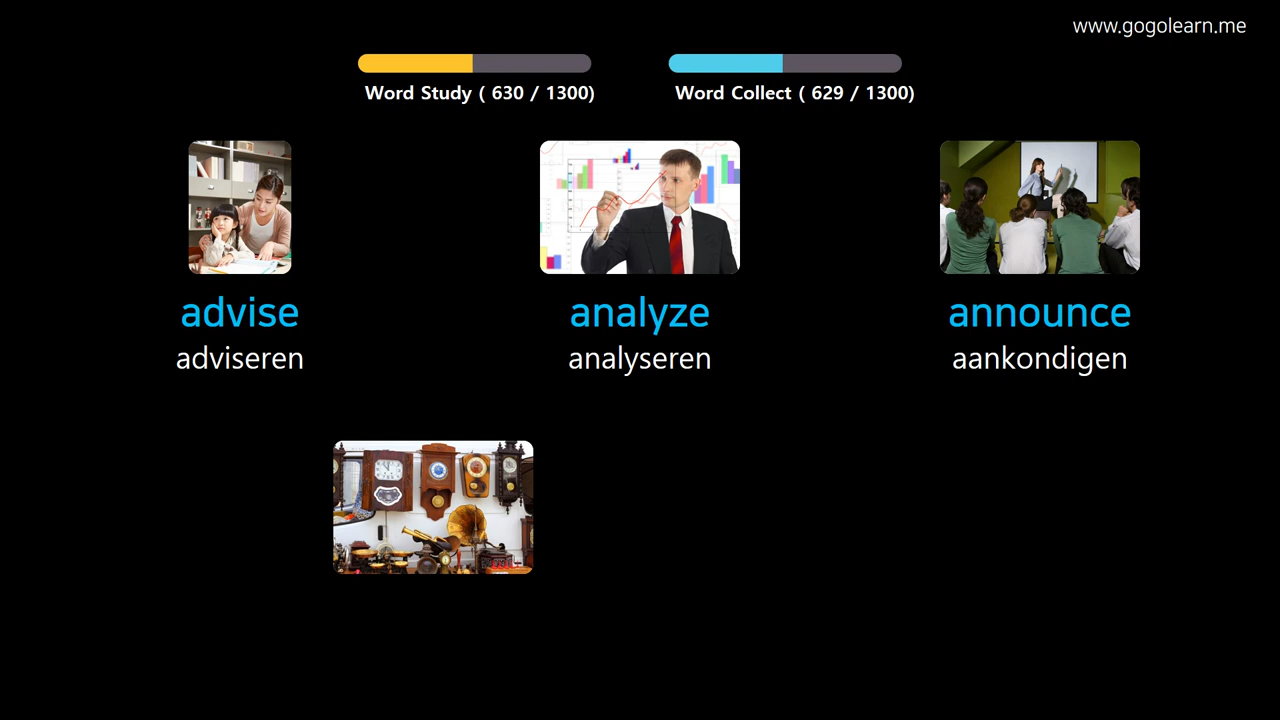 www.gogolearn.me
Word Study ( 630 / 1300)
Word Collect ( 629 / 1300)
advise
analyze
announce
adviseren
analyseren
aankondigen